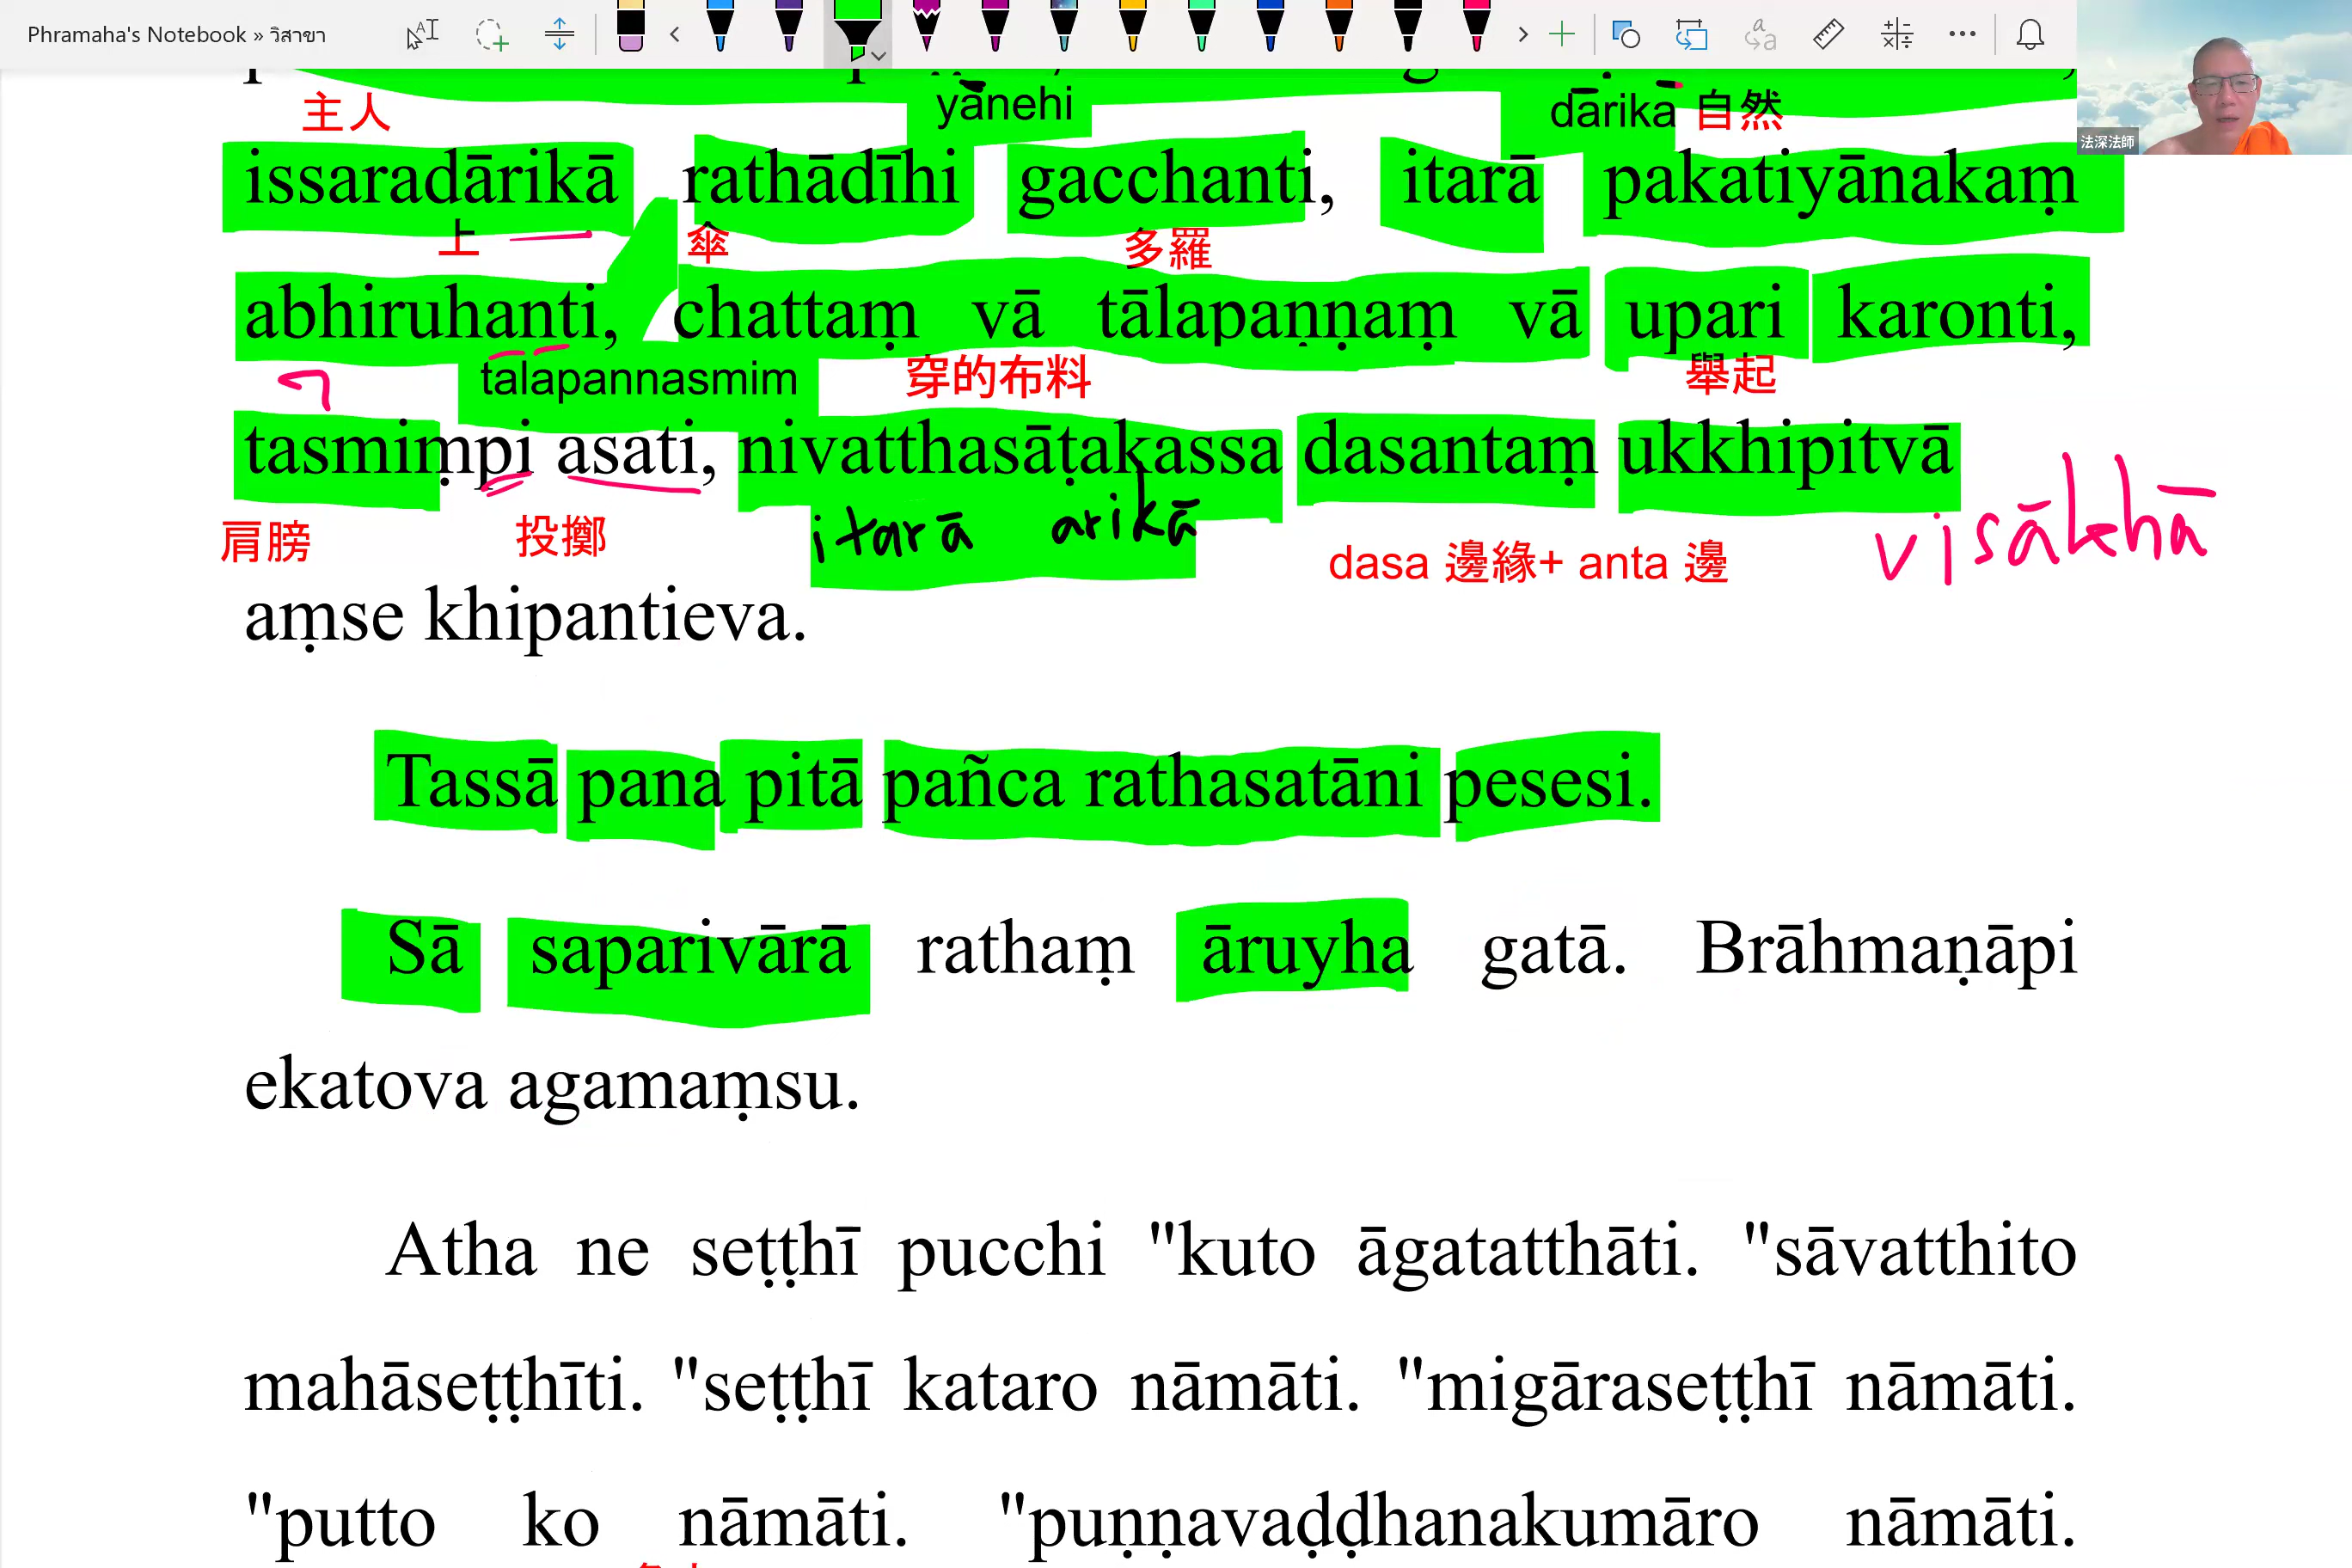 Phramaha's Notebook » วิสาขา
yānehi dārikā 自然
主人
issaradārikā rathādīhi gacchanti, itarā pakatiyānakaṃ
上 傘 多羅
abhiruhanti, chattaṃ vā tālapaṇṇaṃ vā upari karonti,
talapannasmim 穿的布料 舉起
tasmiṃpi asati, nivatthasāṭakassa dasantaṃ ukkhipitvā
肩膀 投擲 itarā arikā dasa 邊緣+ anta 邊 visākhā
aṃse khipantieva.
Tassā pana pitā pañca rathasatāni pesesi.
Sā saparivārā rathaṃ āruyha gatā. Brāhmaṇāpi
ekatova agamaṃsu.
Atha ne seṭṭhī pucchi "kuto āgatatthāti. "sāvatthito
mahāseṭṭhīti. "seṭṭhī kataro nāmāti. "migāraseṭṭhī nāmāti.
"putto ko nāmāti. "puṇṇavaḍḍhanakumāro nāmāti.
法深法師